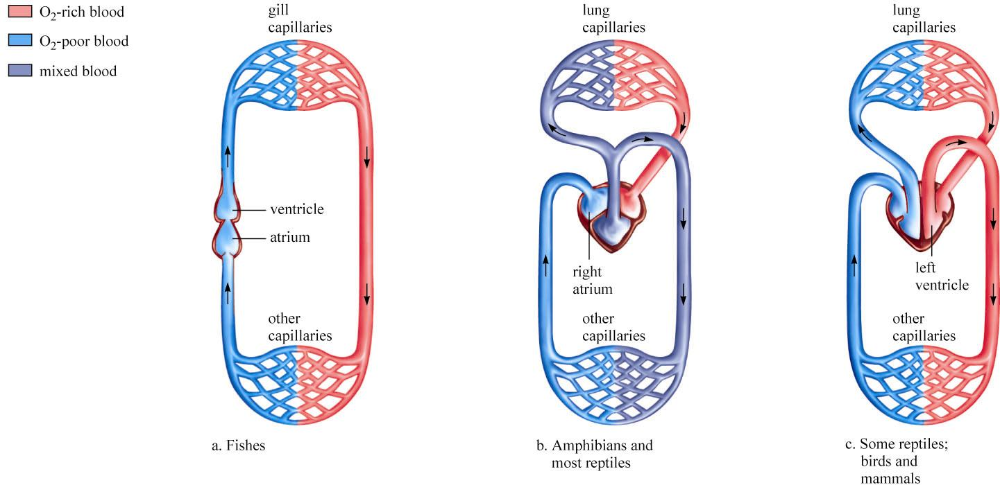 O₂-rich blood
O₂-poor blood
mixed blood
gill
capillaries
ventricle
atrium
other
capillaries
a. Fishes
lung
capillaries
right
atrium
other
capillaries
b. Amphibians and
most reptiles
lung
capillaries
left
ventricle
other
capillaries
c. Some reptiles;
birds and
mammals